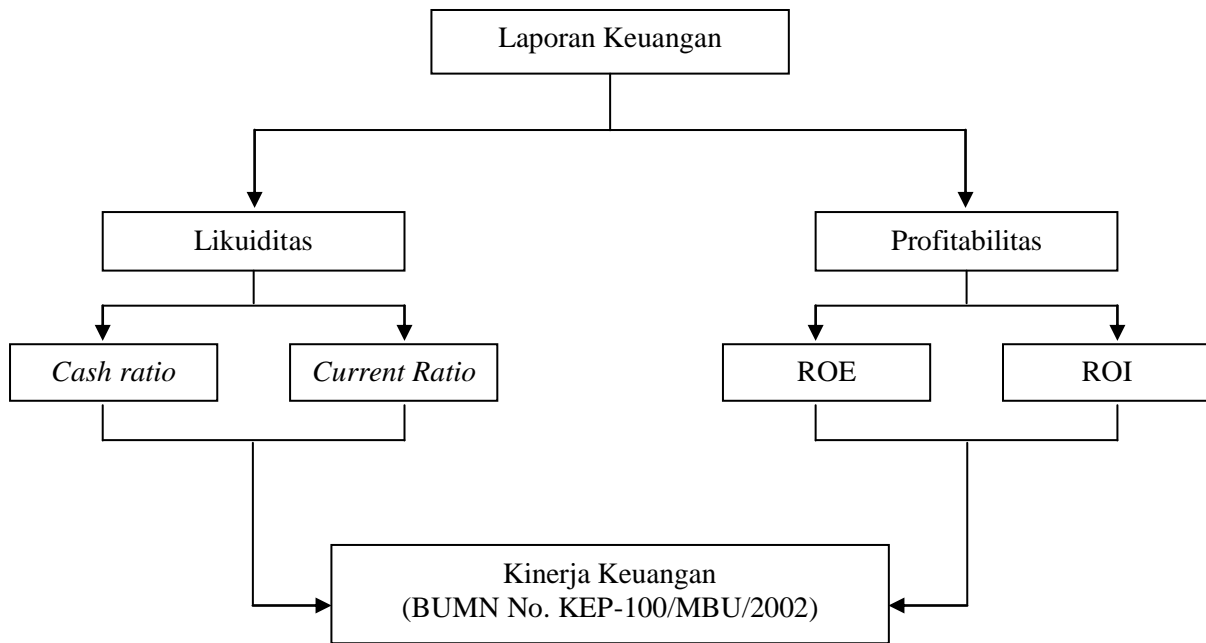 Laporan Keuangan
Likuiditas
Profitabilitas
Cash ratio
Current Ratio
ROE
ROI
Kinerja Keuangan
(BUMN No. KEP-100/MBU/2002)